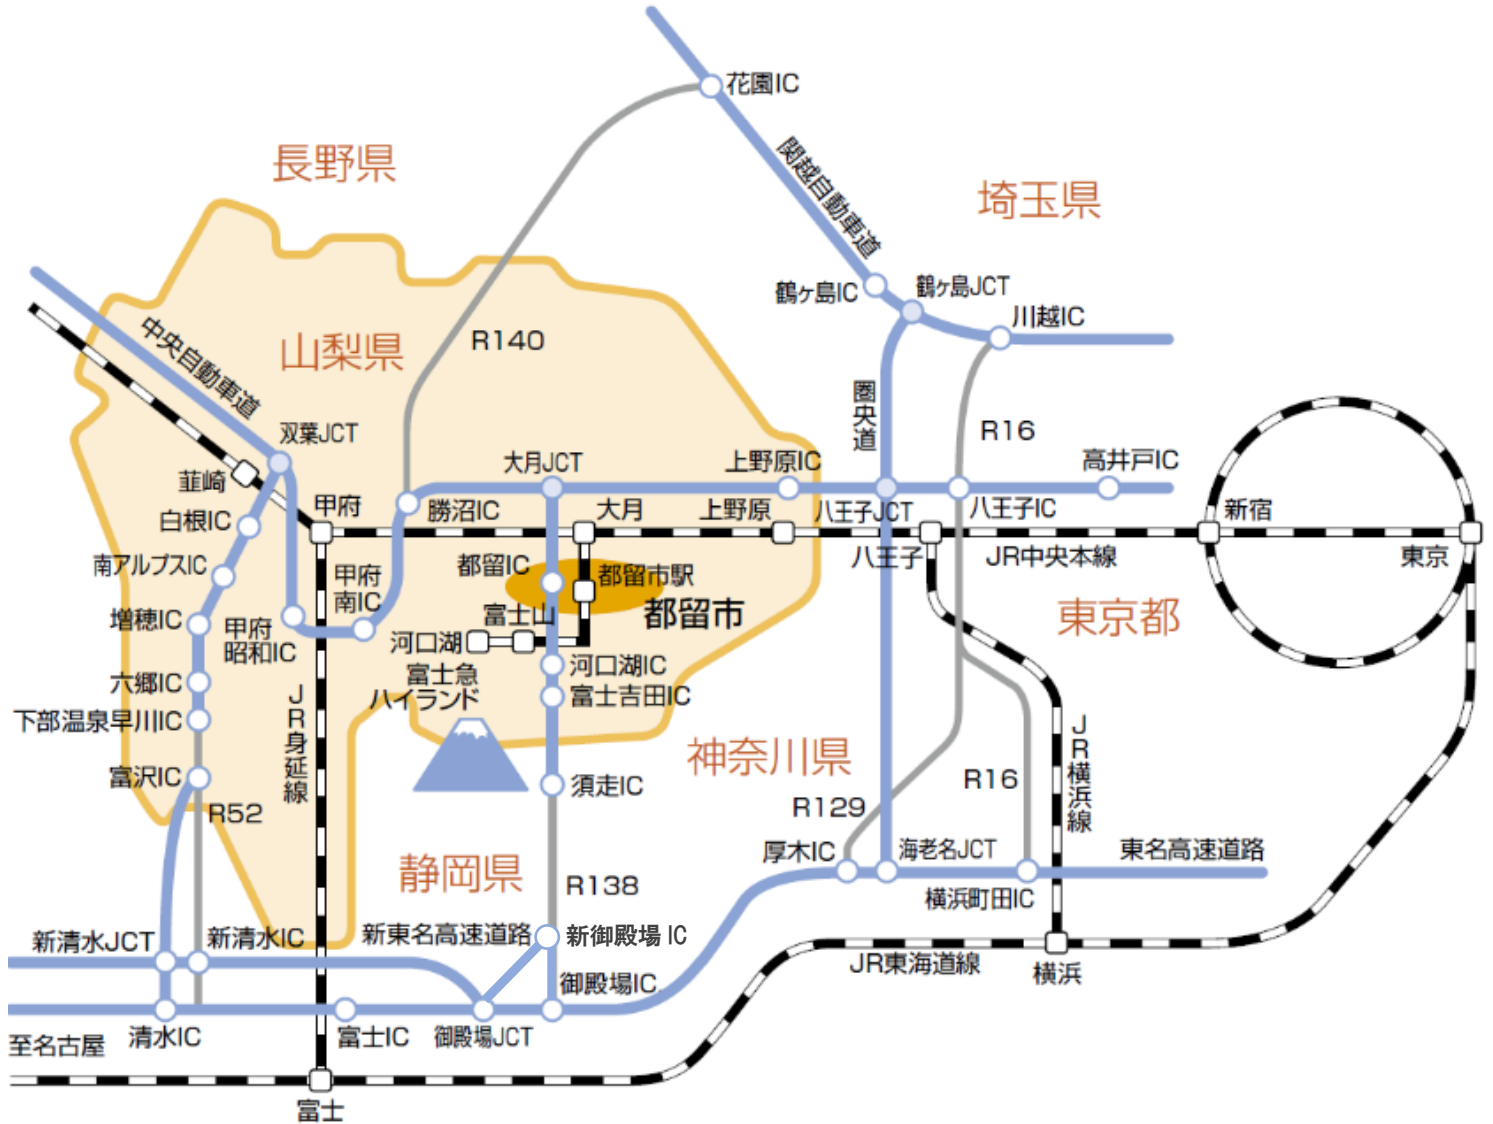 花園IC
長野県
関越自動車道
埼玉県
鶴ヶ島IC
鶴ヶ島JCT
川越IC
中央自動車道
山梨県
R140
圏央道
R16
双葉JCT
大月JCT
上野原IC
高井戸IC
韮崎
白根IC
甲府
勝沼IC
大月
上野原
八王子JCT
八王子IC
新宿
八王子
JR中央本線
東京
南アルプスIC
甲府
南IC
都留IC
都留市駅
増穂IC
甲府
昭和IC
富士山
都留市
東京都
河口湖
河口湖IC
六郷IC
富士急
ハイランド
富士吉田IC
下部温泉早川IC
JR身延線
神奈川県
JR横浜線
富沢IC
須走IC
R16
R52
R129
静岡県
R138
厚木IC
海老名JCT
東名高速道路
横浜町田IC
新清水JCT
新清水IC
新東名高速道路
新御殿場 IC
JR東海道線
横浜
御殿場IC
清水IC
富士IC
御殿場JCT
至名古屋
富士